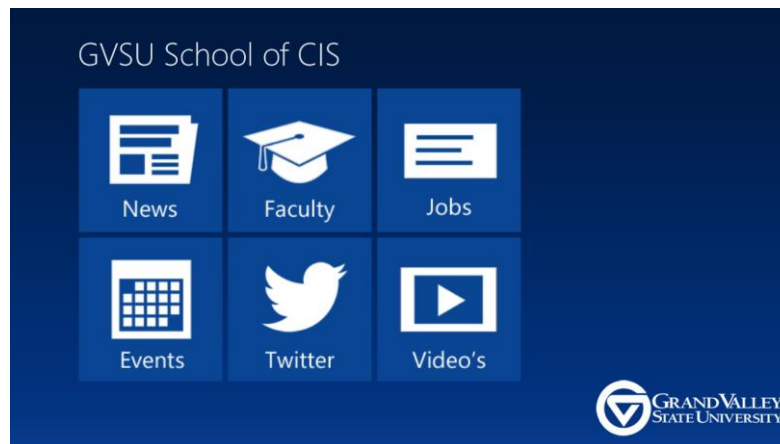 GVSU School of CIS
News
Faculty
Jobs
Events
Twitter
Video's
GRAND VALLEY
STATE UNIVERSITY